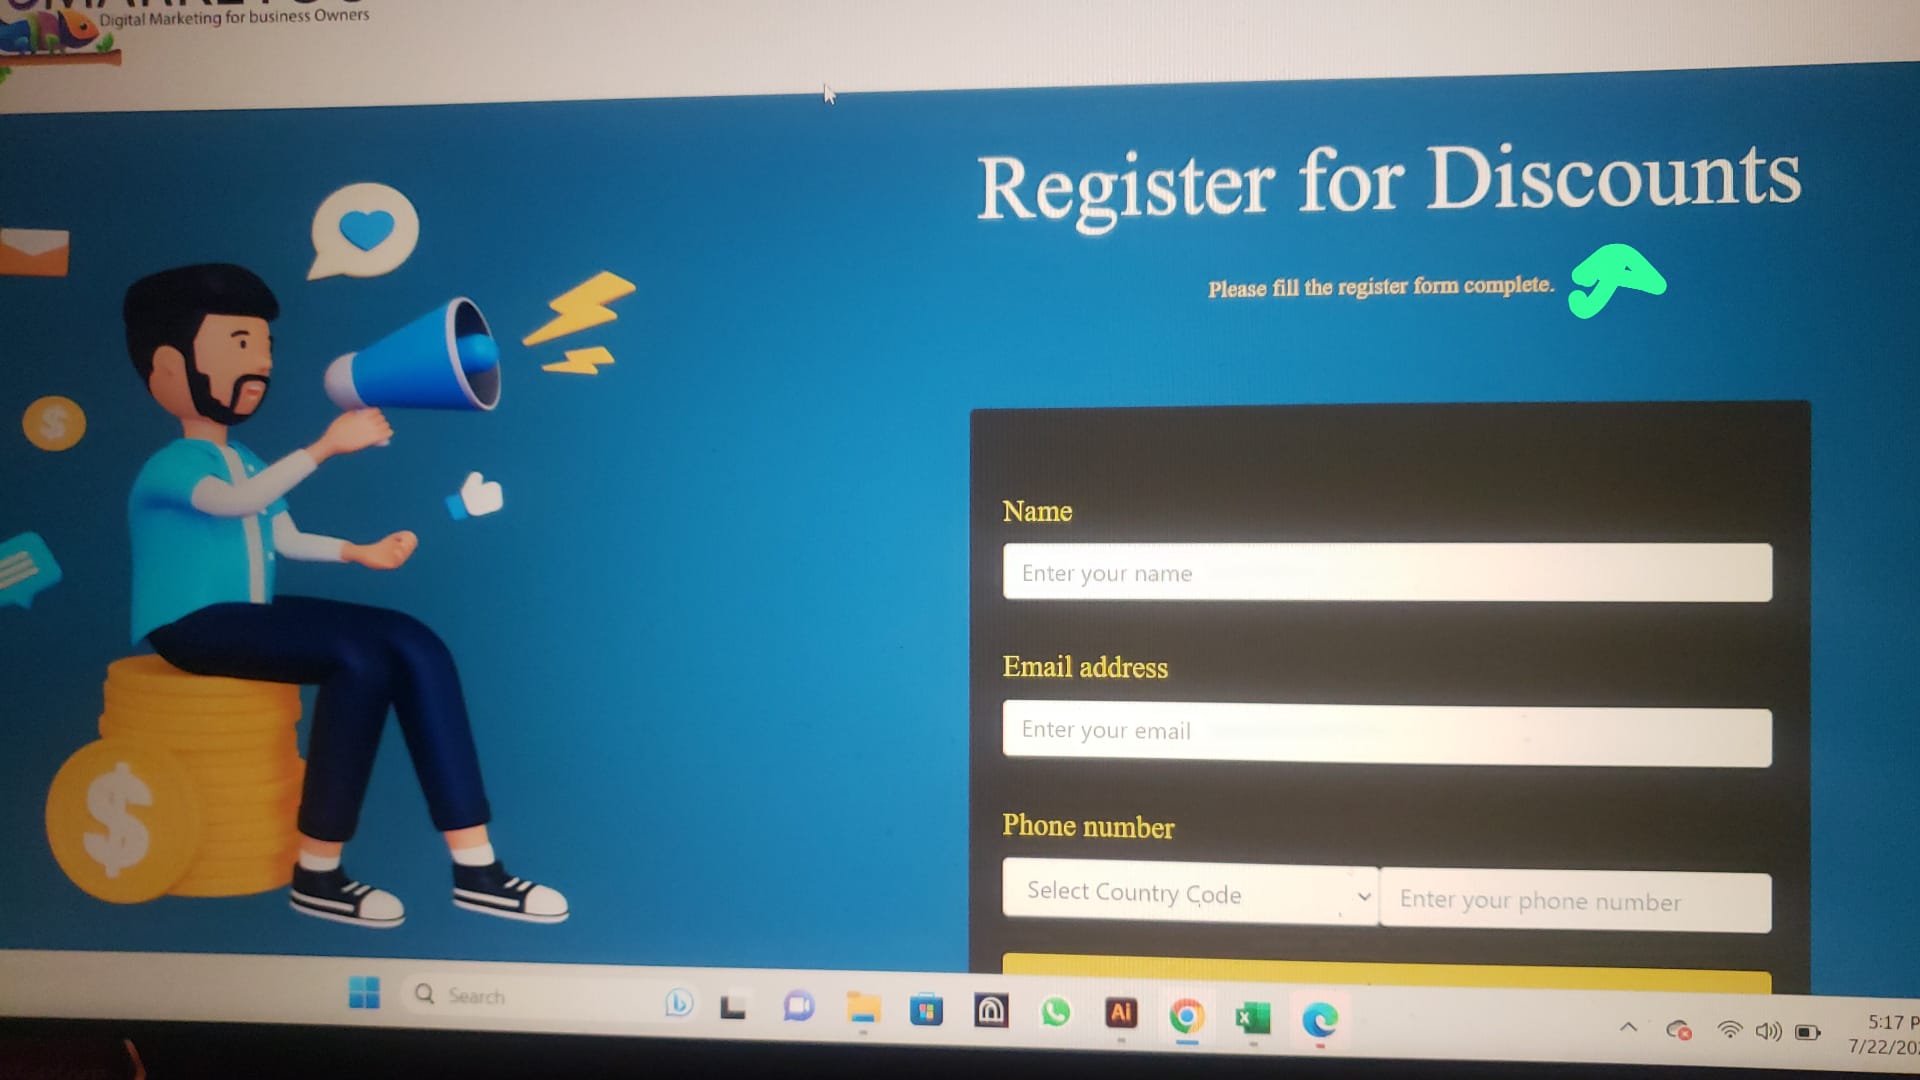 Digital Marketing for business Owners
Register for Discounts
Please fill the register form complete.
Name
Enter your name
Email address
Enter your email
Phone number
Select Country Code
Enter your phone number
Search
Ai
5:17 P
7/22/20